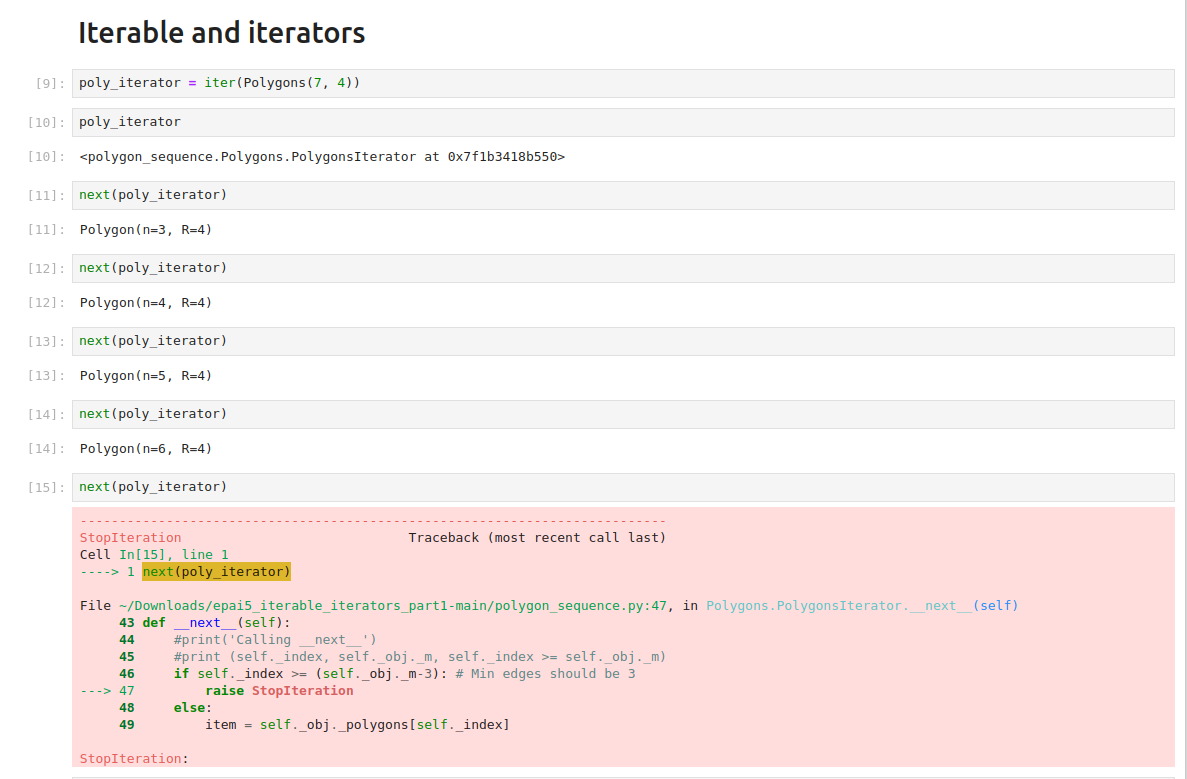 Iterable and iterators
[9]: poly_iterator = iter(Polygons(7, 4))
[10]: poly_iterator
[10]: <polygon_sequence.Polygons.PolygonsIterator at 0x7f1b3418b550>
[11]: next(poly_iterator)
[11]: Polygon(n=3, R=4)
[12]: next(poly_iterator)
[12]: Polygon(n=4, R=4)
[13]: next(poly_iterator)
[13]: Polygon(n=5, R=4)
[14]: next(poly_iterator)
[14]: Polygon(n=6, R=4)
[15]: next(poly_iterator)
---------------------------------------------------------------------------
StopIteration                             Traceback (most recent call last)
Cell In[15], line 1
----> 1 next(poly_iterator)
File ~/Downloads/epai5_iterable_iterators_part1-main/polygon_sequence.py:47, in Polygons.PolygonsIterator.__next__(self)
     43 def __next__(self):
     44     #print('Calling __next__')
     45     #print (self._index, self._obj._m, self._index >= self._obj._m)
     46     if self._index >= (self._obj._m-3): # Min edges should be 3
---> 47         raise StopIteration
     48     else:
     49         item = self._obj._polygons[self._index]
StopIteration: